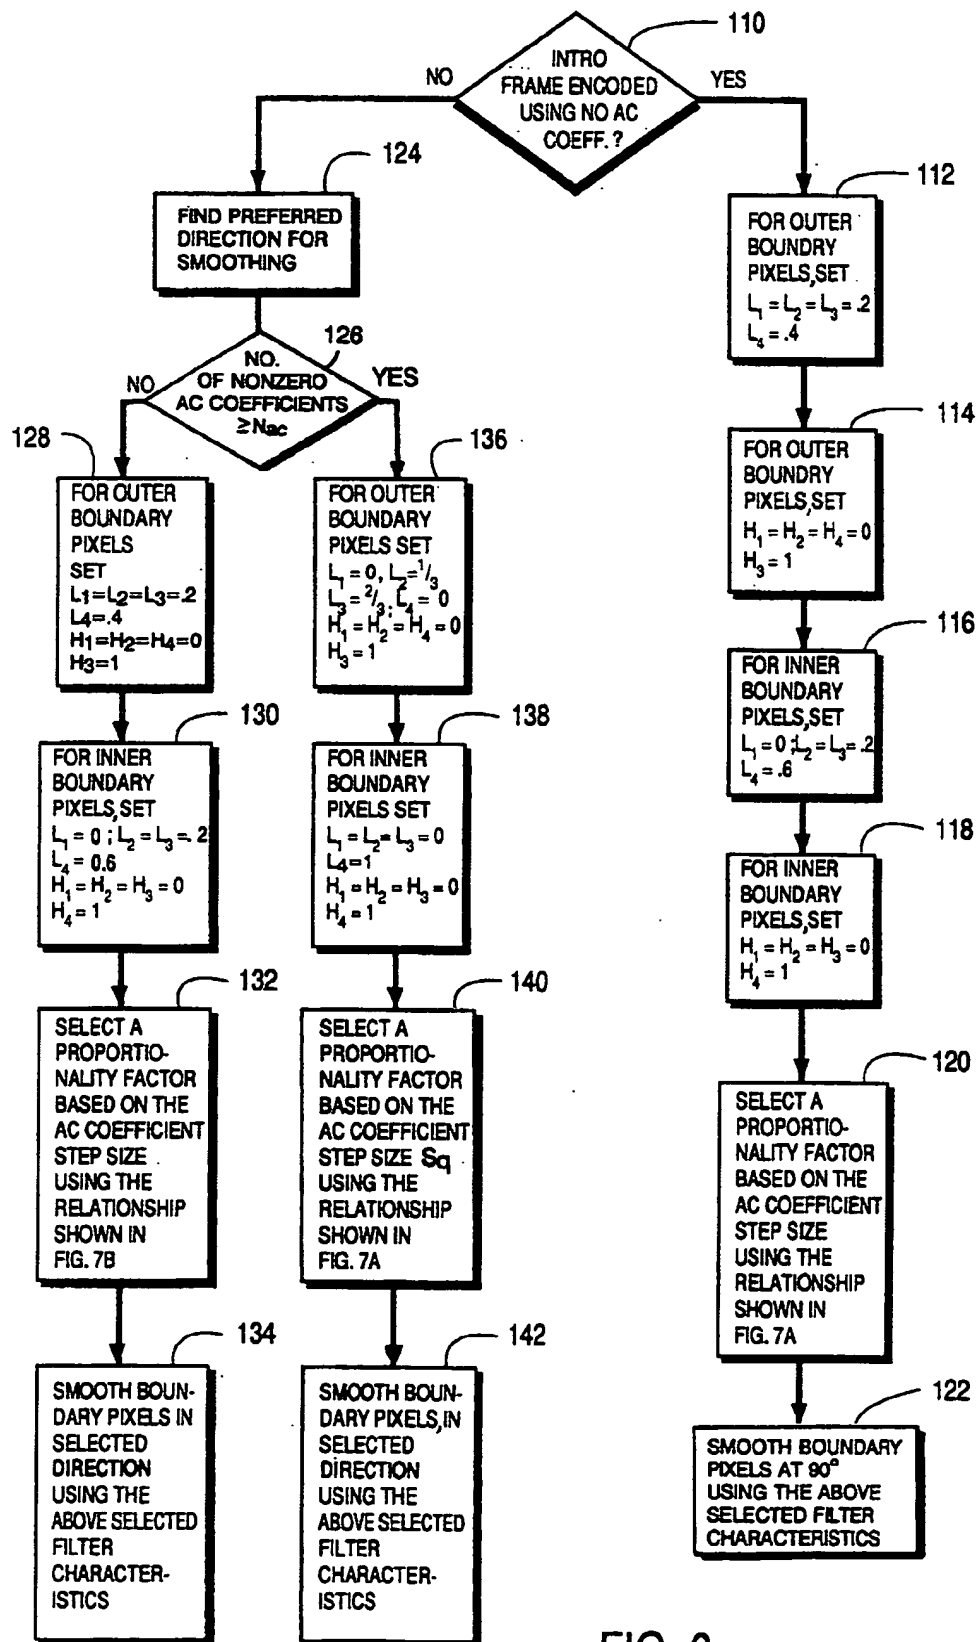 110
INTRO
FRAME ENCODED
USING NO AC
COEFF. ?
NO
YES
124
FIND PREFERRED
DIRECTION FOR
SMOOTHING
112
FOR OUTER
BOUNDRY
PIXELS,SET
L1 = L2 = L3 = .2
L4 = .4
126
NO.
OF NONZERO
AC COEFFICIENTS
≥Nac
NO
YES
114
FOR OUTER
BOUNDRY
PIXELS,SET
H1 = H2 = H4 = 0
H3 = 1
128
FOR OUTER
BOUNDARY
PIXELS
SET
L1=L2=L3=.2
L4=.4
H1=H2=H4=0
H3=1
136
FOR OUTER
BOUNDARY
PIXELS SET
L1 = 0, L2=1/3
L3 = 2/3; L4 = 0
H1 = H2 = H4 = 0
H3 = 1
116
FOR INNER
BOUNDARY
PIXELS,SET
L1 = 0 ;L2 = L3 = .2
L4 = .6
130
FOR INNER
BOUNDARY
PIXELS,SET
L1 = 0 ; L2 = L3 =. 2
L4 = 0.6
H1 = H2 = H3 = 0
H4 = 1
138
FOR INNER
BOUNDARY
PIXELS SET
L1 = L2 = L3 = 0
L4=1
H1 = H2 = H3 = 0
H4 = 1
118
FOR INNER
BOUNDARY
PIXELS,SET
H1 = H2 = H3 = 0
H4 = 1
132
SELECT A
PROPORTIO-
NALITY FACTOR
BASED ON THE
AC COEFFICIENT
STEP SIZE
USING THE
RELATIONSHIP
SHOWN IN
FIG. 7B
140
SELECT A
PROPORTIO-
NALITY FACTOR
BASED ON THE
AC COEFFICIENT
STEP SIZE Sq
USING THE
RELATIONSHIP
SHOWN IN
FIG. 7A
120
SELECT A
PROPORTIO-
NALITY FACTOR
BASED ON THE
AC COEFFICIENT
STEP SIZE
USING THE
RELATIONSHIP
SHOWN IN
FIG. 7A
134
SMOOTH BOUN-
DARY PIXELS IN
SELECTED
DIRECTION
USING THE
ABOVE SELECTED
FILTER
CHARACTER-
ISTICS
142
SMOOTH BOUN-
DARY PIXELS, IN
SELECTED
DIRECTION
USING THE
ABOVE SELECTED
FILTER
CHARACTER-
ISTICS
122
SMOOTH BOUNDARY
PIXELS AT 90°
USING THE ABOVE
SELECTED FILTER
CHARACTERISTICS
FIG.